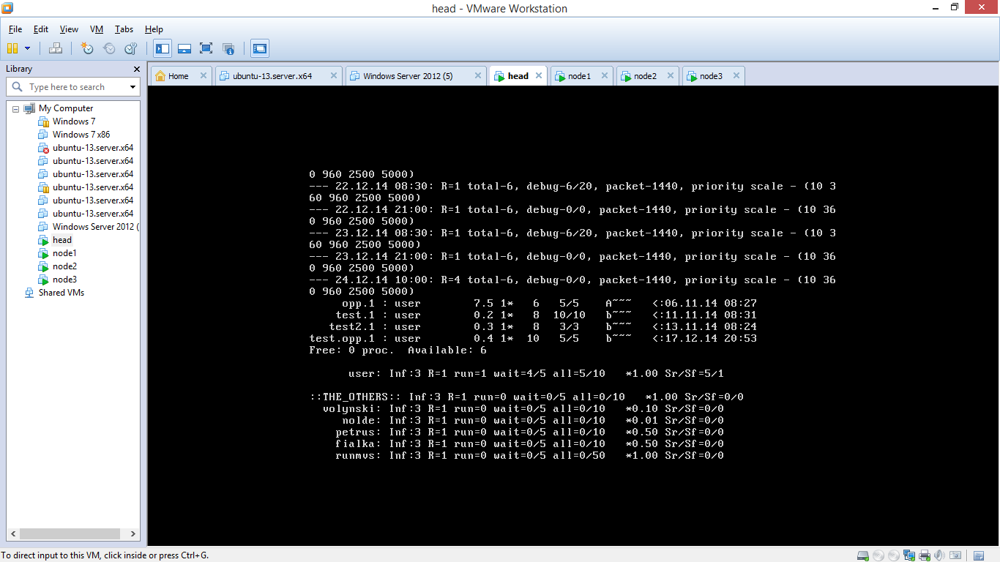 head - VMware Workstation
File Edit View VM Tabs Help
Library
Type here to search
My Computer
Windows 7
Windows 7 x86
ubuntu-13.server.x64
ubuntu-13.server.x64
ubuntu-13.server.x64
ubuntu-13.server.x64
ubuntu-13.server.x64
ubuntu-13.server.x64
Windows Server 2012 (
head
node1
node2
node3
Shared VMs
Home ubuntu-13.server.x64 Windows Server 2012 (5) head node1 node2 node3
0 960 2500 5000)
--- 22.12.14 08:30: R=1 total-6, debug-6/20, packet-1440, priority scale - (10 3
60 960 2500 5000)
--- 22.12.14 21:00: R=1 total-6, debug-0/0, packet-1440, priority scale - (10 36
0 960 2500 5000)
--- 23.12.14 08:30: R=1 total-6, debug-6/20, packet-1440, priority scale - (10 3
60 960 2500 5000)
--- 23.12.14 21:00: R=1 total-6, debug-0/0, packet-1440, priority scale - (10 36
0 960 2500 5000)
--- 24.12.14 10:00: R=4 total-6, debug-0/0, packet-1440, priority scale - (10 36
0 960 2500 5000)
opp.1 : user 7.5 1* 6 5/5 A~~~ <:06.11.14 08:27
test.1 : user 0.2 1* 8 10/10 b~~~ <:11.11.14 08:31
test2.1 : user 0.3 1* 8 3/3 b~~~ <:13.11.14 08:24
test.opp.1 : user 0.4 1* 10 5/5 b~~~ <:17.12.14 20:53
Free: 0 proc. Available: 6
user: Inf:3 R=1 run=1 wait=4/5 all=5/10 *1.00 Sr/Sf=5/1
::THE_OTHERS:: Inf:3 R=1 run=0 wait=0/5 all=0/10 *1.00 Sr/Sf=0/0
volynski: Inf:3 R=1 run=0 wait=0/5 all=0/10 *0.10 Sr/Sf=0/0
nolde: Inf:3 R=1 run=0 wait=0/5 all=0/10 *0.01 Sr/Sf=0/0
petrus: Inf:3 R=1 run=0 wait=0/5 all=0/10 *0.50 Sr/Sf=0/0
fialka: Inf:3 R=1 run=0 wait=0/5 all=0/10 *0.50 Sr/Sf=0/0
runmvs: Inf:3 R=1 run=0 wait=0/5 all=0/50 *1.00 Sr/Sf=0/0
To direct input to this VM, click inside or press Ctrl+G.